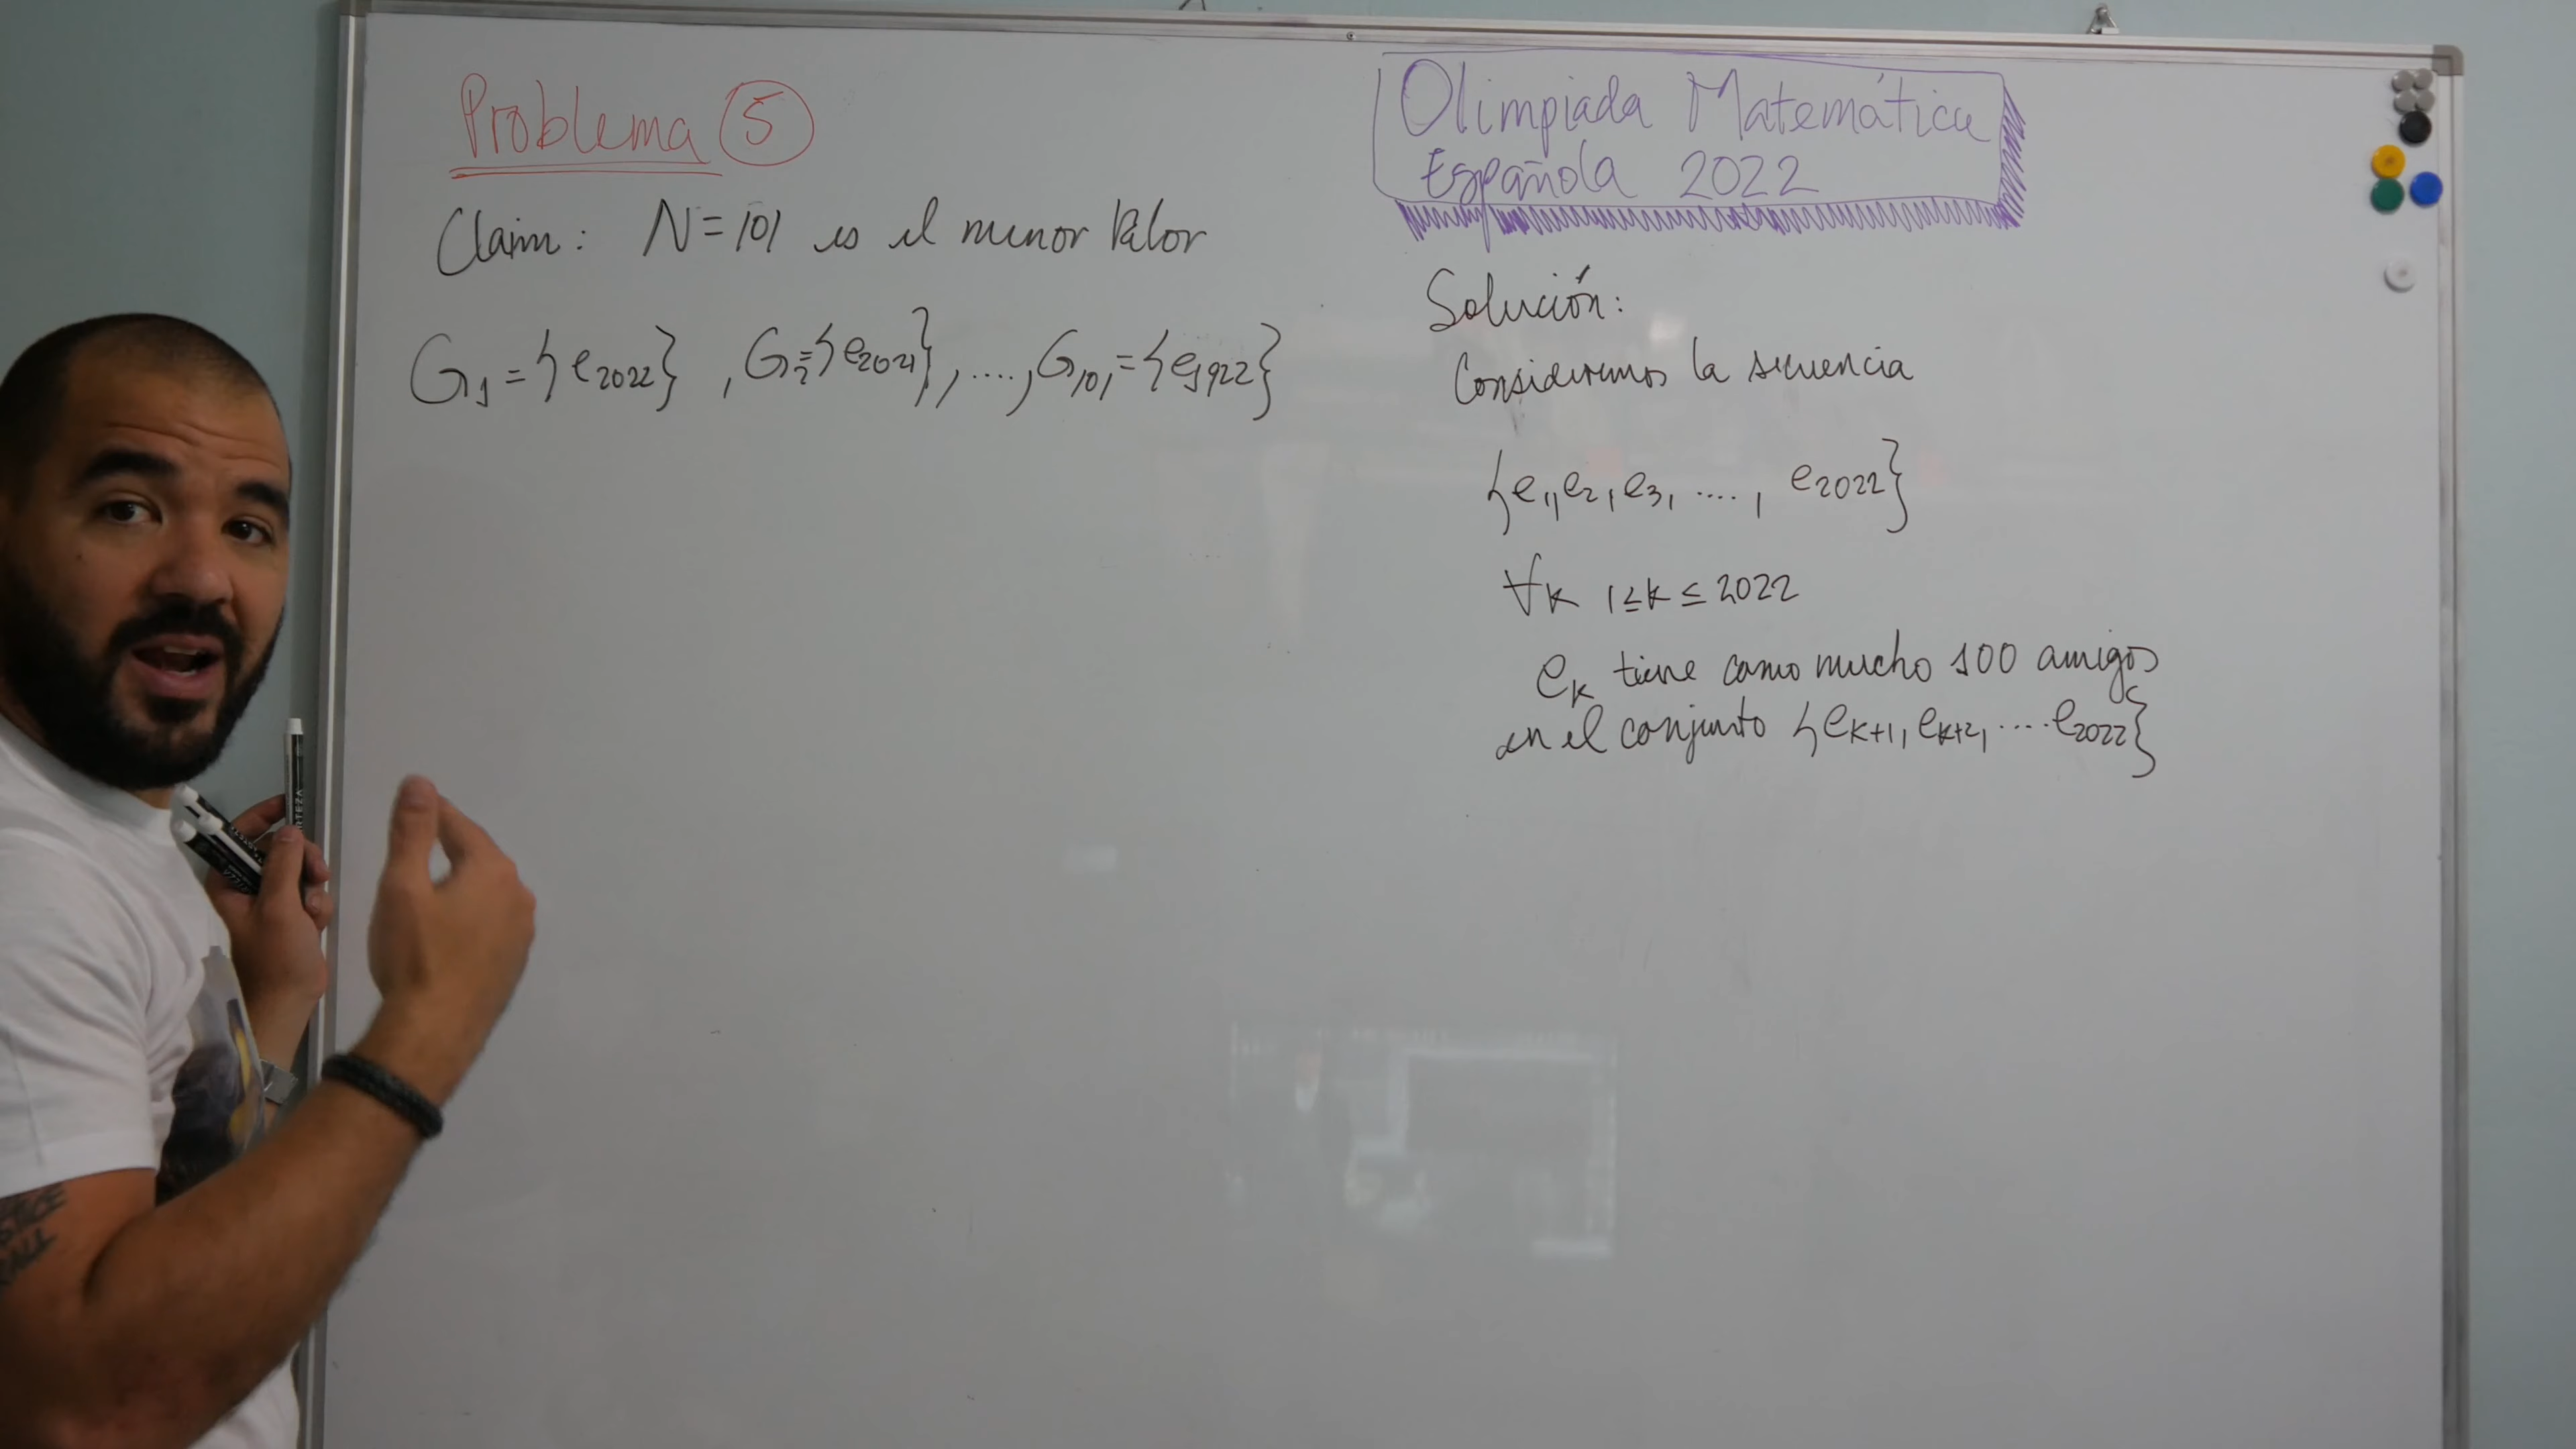 Problema 5
Claim: N=101 es el menor valor
G₁ = {e₂₀₂₂}, G₂={e₂₀₂₁}, ...., G₁₀₁={e₁₉₂₂}
Olimpiada Matemática
Española 2022
Solución:
Consideremos la secuencia
{e₁,e₂,e₃, ...., e₂₀₂₂}
∀k 1≤k≤2022
eₖ tiene como mucho 100 amigos
en el conjunto {eₖ₊₁, eₖ₊₂, ....e₂₀₂₂}
ARTEZA